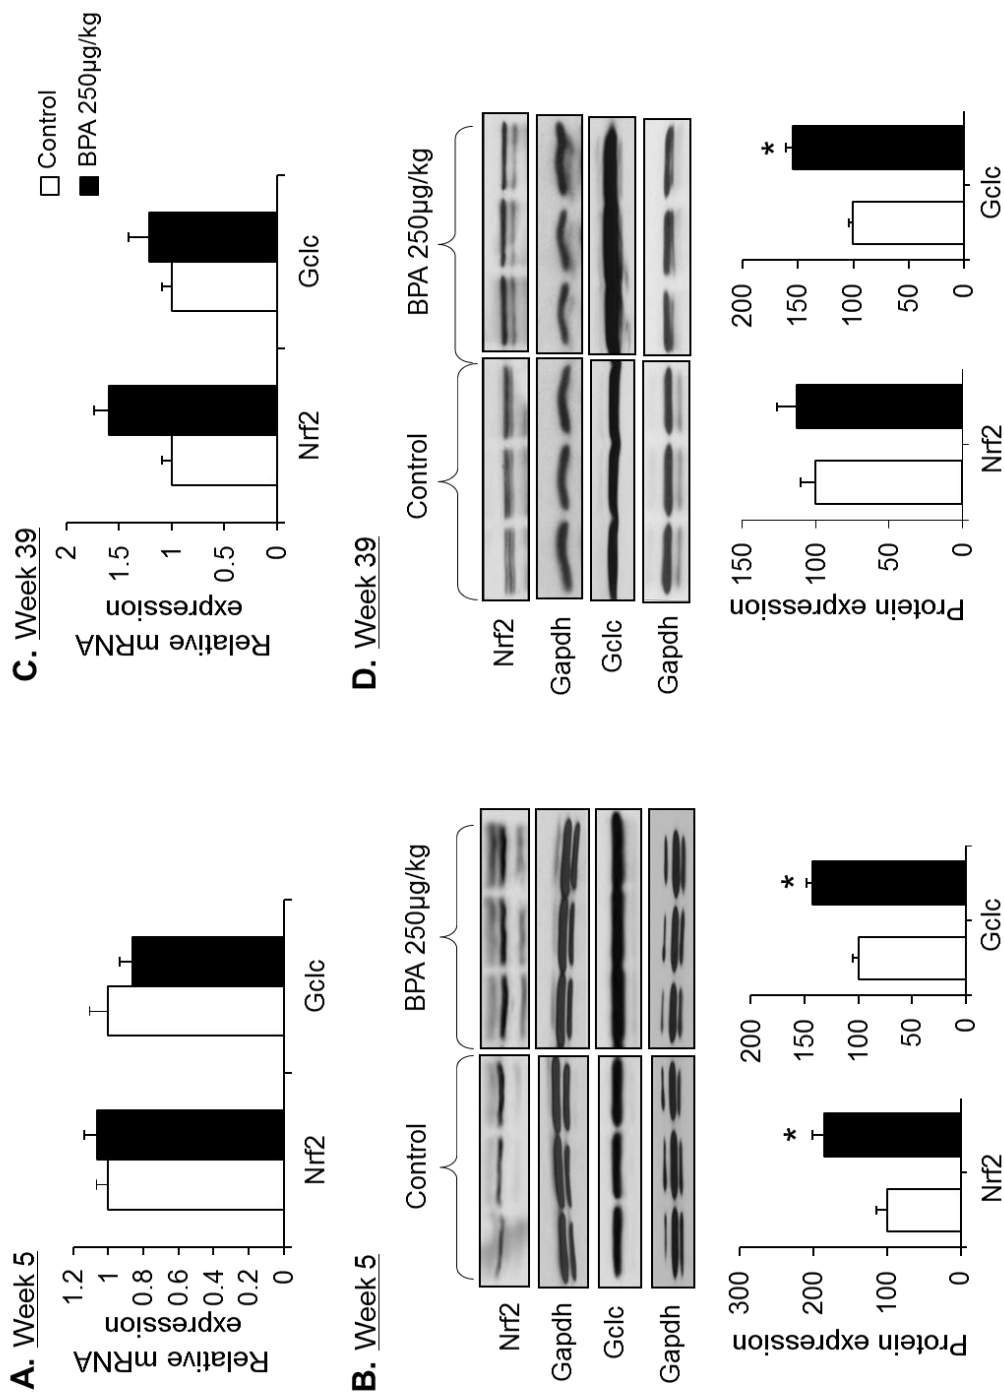 A. Week 5
Relative mRNA
expression
1.2
1
0.8
0.6
0.4
0.2
0
Nrf2
Gclc
C. Week 39
Control
BPA 250µg/kg
Relative mRNA
expression
2
1.5
1
0.5
0
Nrf2
Gclc
B. Week 5
Control
BPA 250µg/kg
Nrf2
Gapdh
Gclc
Gapdh
Protein expression
300
200
100
0
*
Nrf2
200
150
100
50
0
*
Gclc
D. Week 39
Control
BPA 250µg/kg
Nrf2
Gapdh
Gclc
Gapdh
Protein expression
150
100
50
0
Nrf2
200
150
100
50
0
*
Gclc